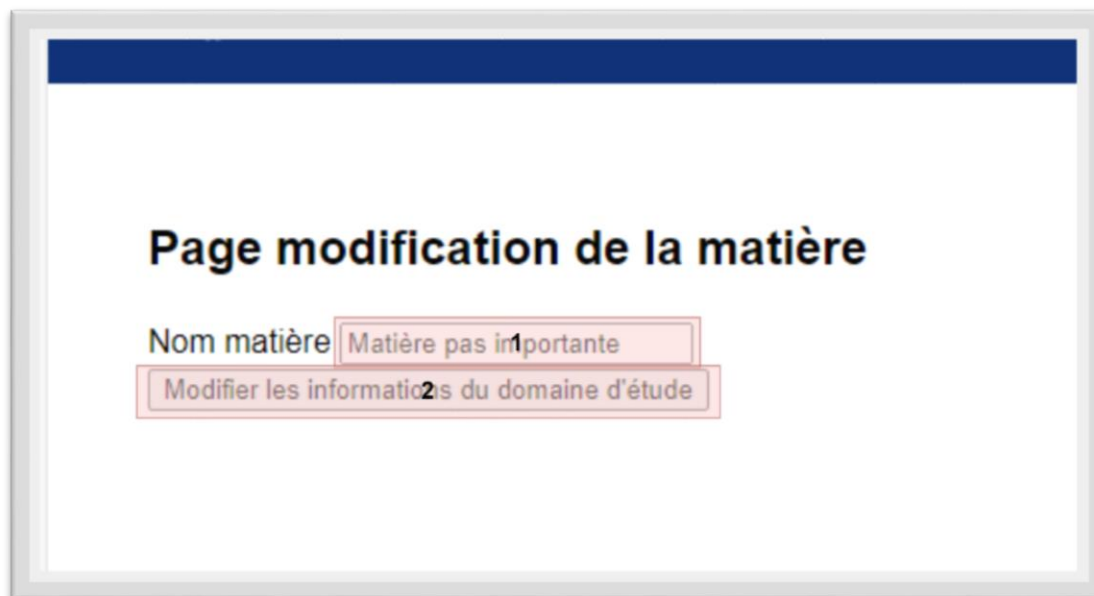 Page modification de la matière
Nom matière Matière pas importante 1
Modifier les informations du domaine d'étude 2